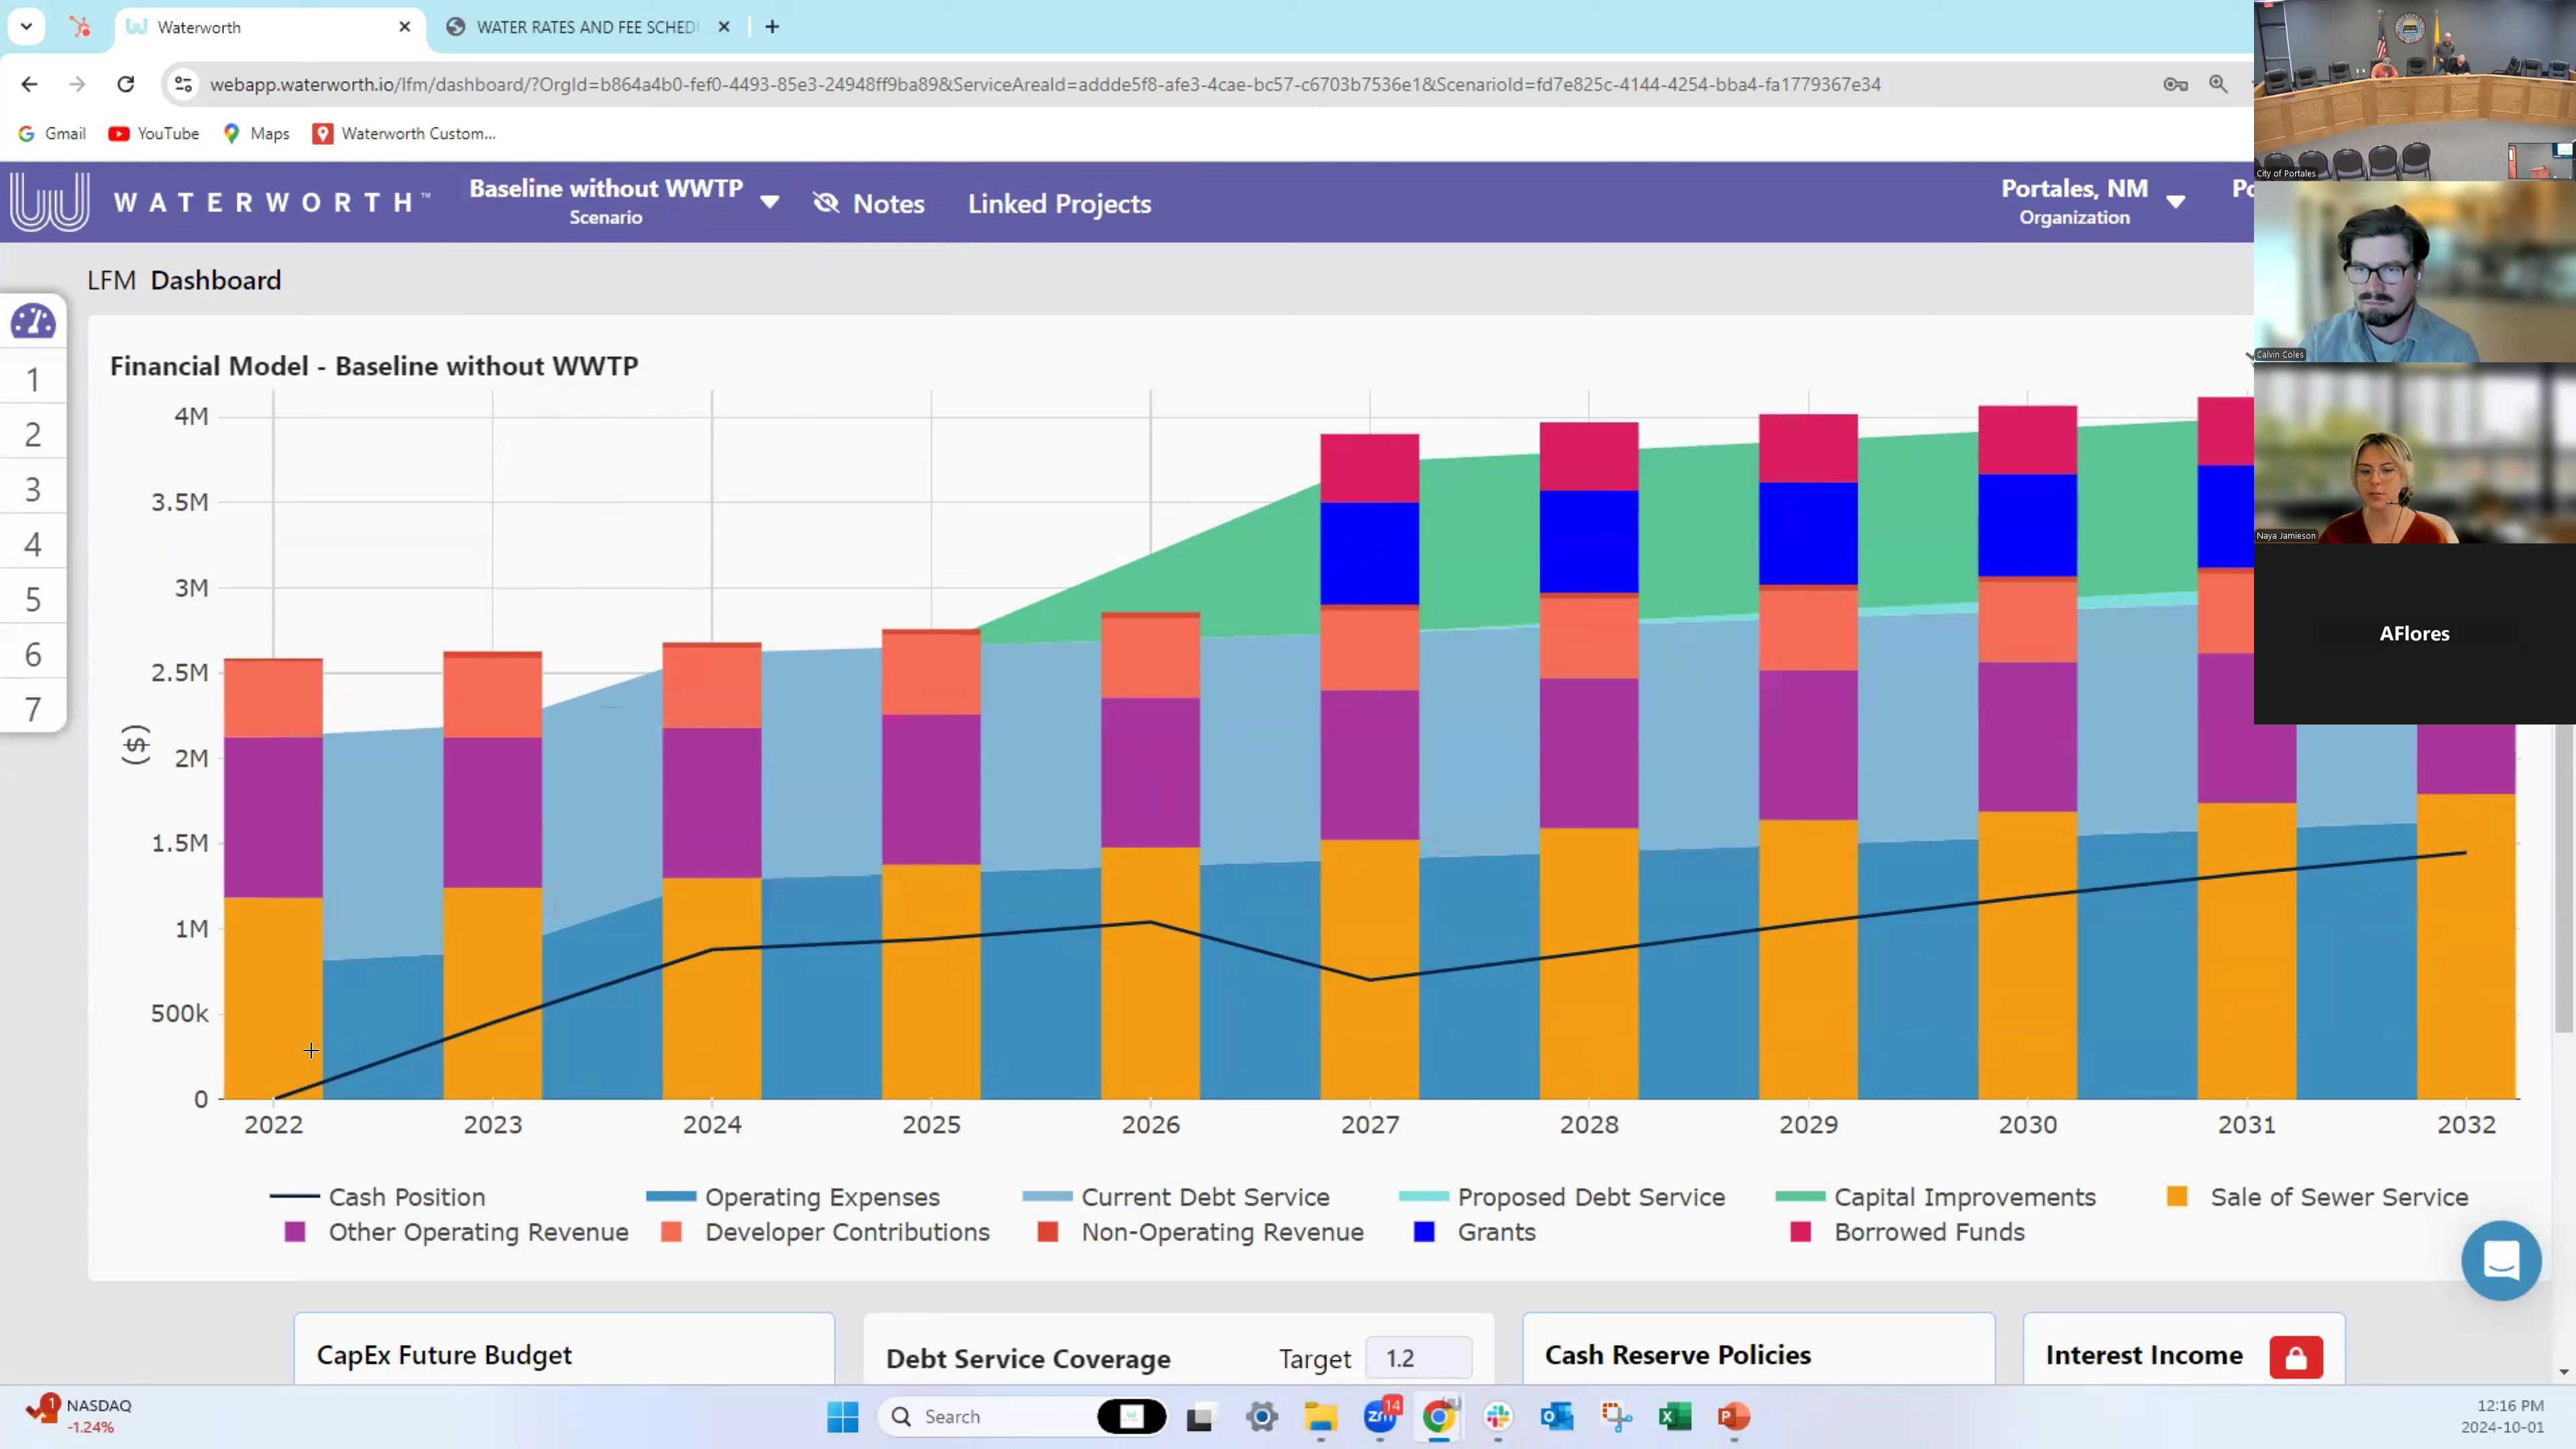 Waterworth
WATER RATES AND FEE SCHED
webapp.waterworth.io/lfm/dashboard/?OrgId=b864a4b0-fef0-4493-85e3-24948ff9ba89&ServiceAreaId=addde5f8-afe3-4cae-bc57-c6703b7536e1&ScenarioId=fd7e825c-4144-4254-bba4-fa1779367e34
Gmail YouTube Maps Waterworth Custom...
City of Portales
WATERWORTH™
Baseline without WWTP
Scenario
Notes
Linked Projects
Portales, NM
Organization
Po
LFM Dashboard
1
2
3
4
5
6
7
Calvin Coles
Naya Jamieson
AFlores
Financial Model - Baseline without WWTP
4M
3.5M
3M
2.5M
2M
1.5M
1M
500k
0
($)
2022 2023 2024 2025 2026 2027 2028 2029 2030 2031 2032
Cash Position Operating Expenses Current Debt Service Proposed Debt Service Capital Improvements Sale of Sewer Service
Other Operating Revenue Developer Contributions Non-Operating Revenue Grants Borrowed Funds
CapEx Future Budget
Debt Service Coverage Target 1.2
Cash Reserve Policies
Interest Income
1
NASDAQ
-1.24%
Search
zm
14
12:16 PM
2024-10-01